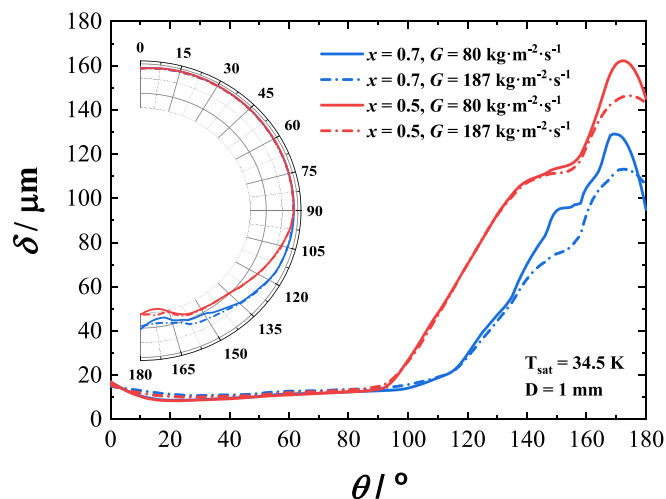 0
15
30
45
60
75
90
105
120
135
150
165
180
x = 0.7, G = 80 kg·m⁻²·s⁻¹
x = 0.7, G = 187 kg·m⁻²·s⁻¹
x = 0.5, G = 80 kg·m⁻²·s⁻¹
x = 0.5, G = 187 kg·m⁻²·s⁻¹
180
160
140
120
100
80
60
40
20
0
δ / μm
T_sat = 34.5 K
D = 1 mm
0 20 40 60 80 100 120 140 160 180
θ / °